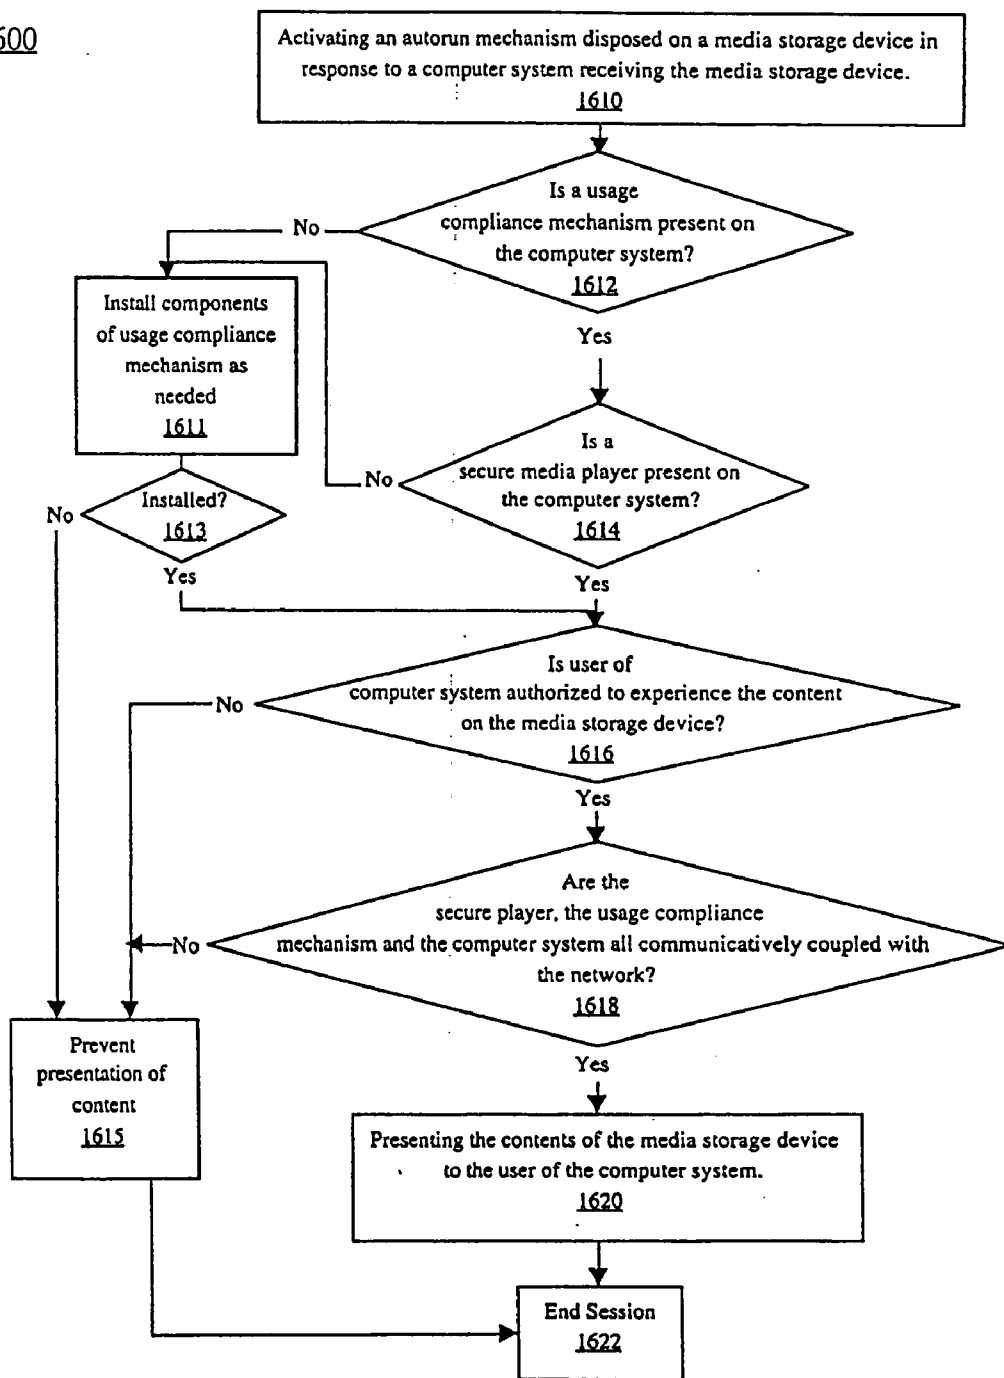 600
Activating an autorun mechanism disposed on a media storage device in
response to a computer system receiving the media storage device.
1610
Is a usage
compliance mechanism present on
the computer system?
1612
No
Yes
Install components
of usage compliance
mechanism as
needed
1611
Is a
secure media player present on
the computer system?
1614
No
Yes
Installed?
1613
No
Yes
Is user of
computer system authorized to experience the content
on the media storage device?
1616
No
Yes
Are the
secure player, the usage compliance
mechanism and the computer system all communicatively coupled with
the network?
1618
No
Yes
Prevent
presentation of
content
1615
Presenting the contents of the media storage device
to the user of the computer system.
1620
End Session
1622